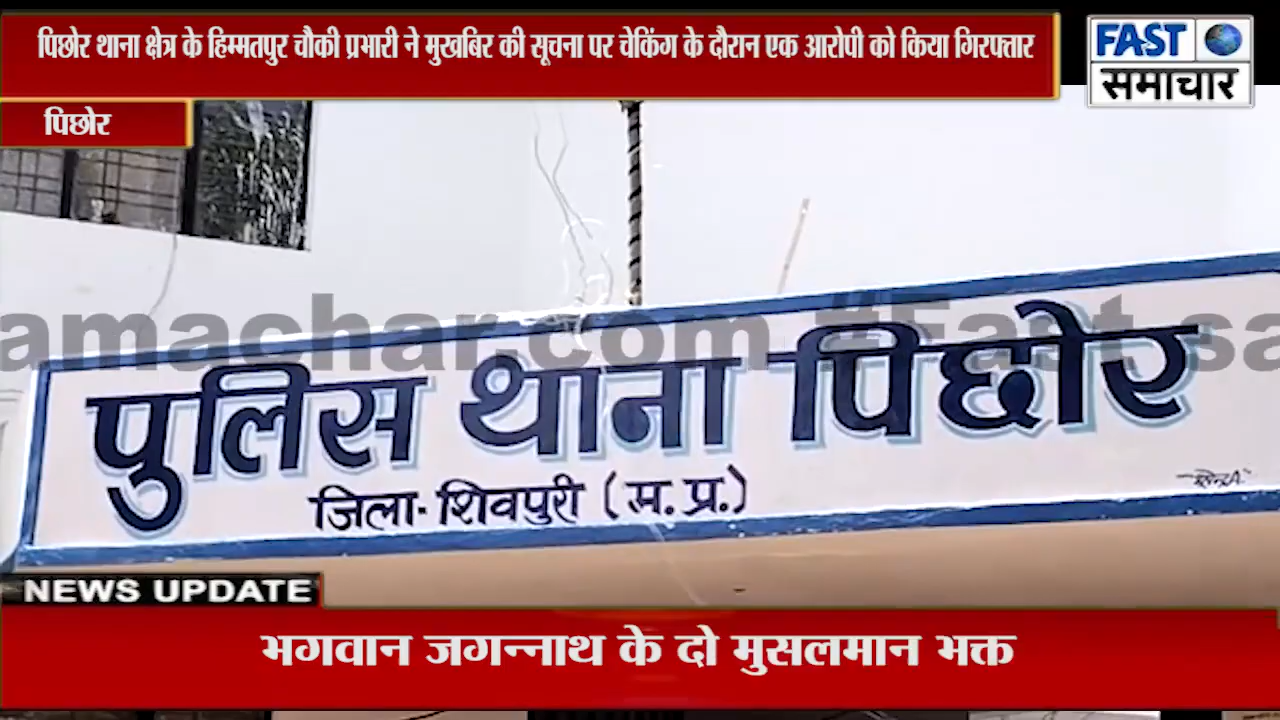 पिछोर थाना क्षेत्र के हिम्मतपुर चौकी प्रभारी ने मुखबिर की सूचना पर चेकिंग के दौरान एक आरोपी को किया गिरफ्तार
FAST
समाचार
पिछोर
amachar.com #Fast sa
पुलिस थाना पिछोर
जिला- शिवपुरी (म.प्र.)
NEWS UPDATE
भगवान जगन्नाथ के दो मुसलमान भक्त